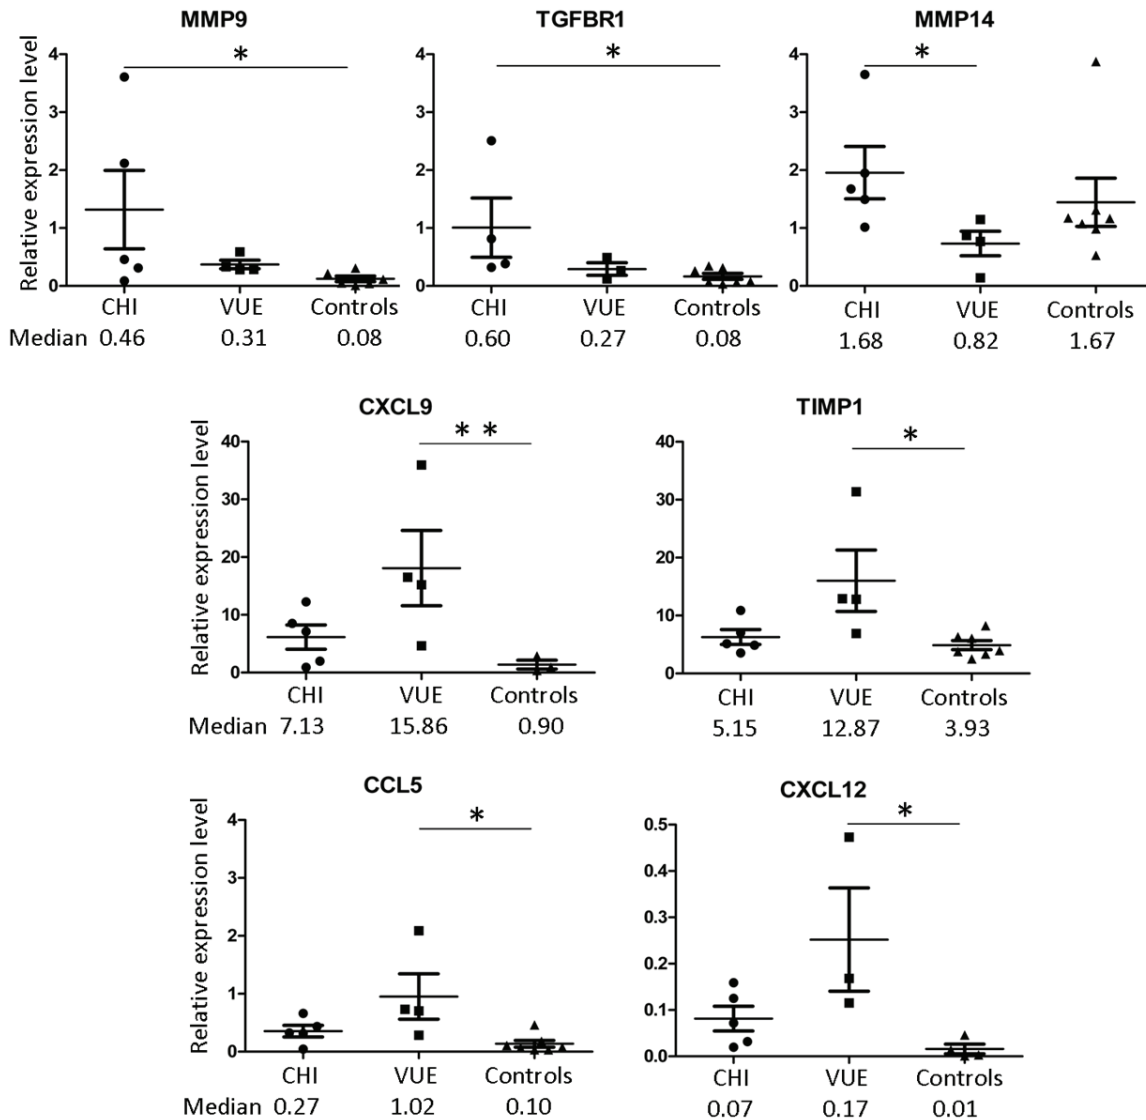 MMP9 TGFBR1 MMP14
* * *
Relative expression level
4 4 4
3 3 3
2 2 2
1 1 1
0 0 0
CHI VUE Controls CHI VUE Controls CHI VUE Controls
Median 0.46 0.31 0.08 0.60 0.27 0.08 1.68 0.82 1.67
CXCL9 TIMP1
* * *
Relative expression level
40 40
30 30
20 20
10 10
0 0
CHI VUE Controls CHI VUE Controls
Median 7.13 15.86 0.90 5.15 12.87 3.93
CCL5 CXCL12
* *
Relative expression level
4 0.5
0.4
3
0.3
2
0.2
1
0.1
0 0.0
CHI VUE Controls CHI VUE Controls
Median 0.27 1.02 0.10 0.07 0.17 0.01